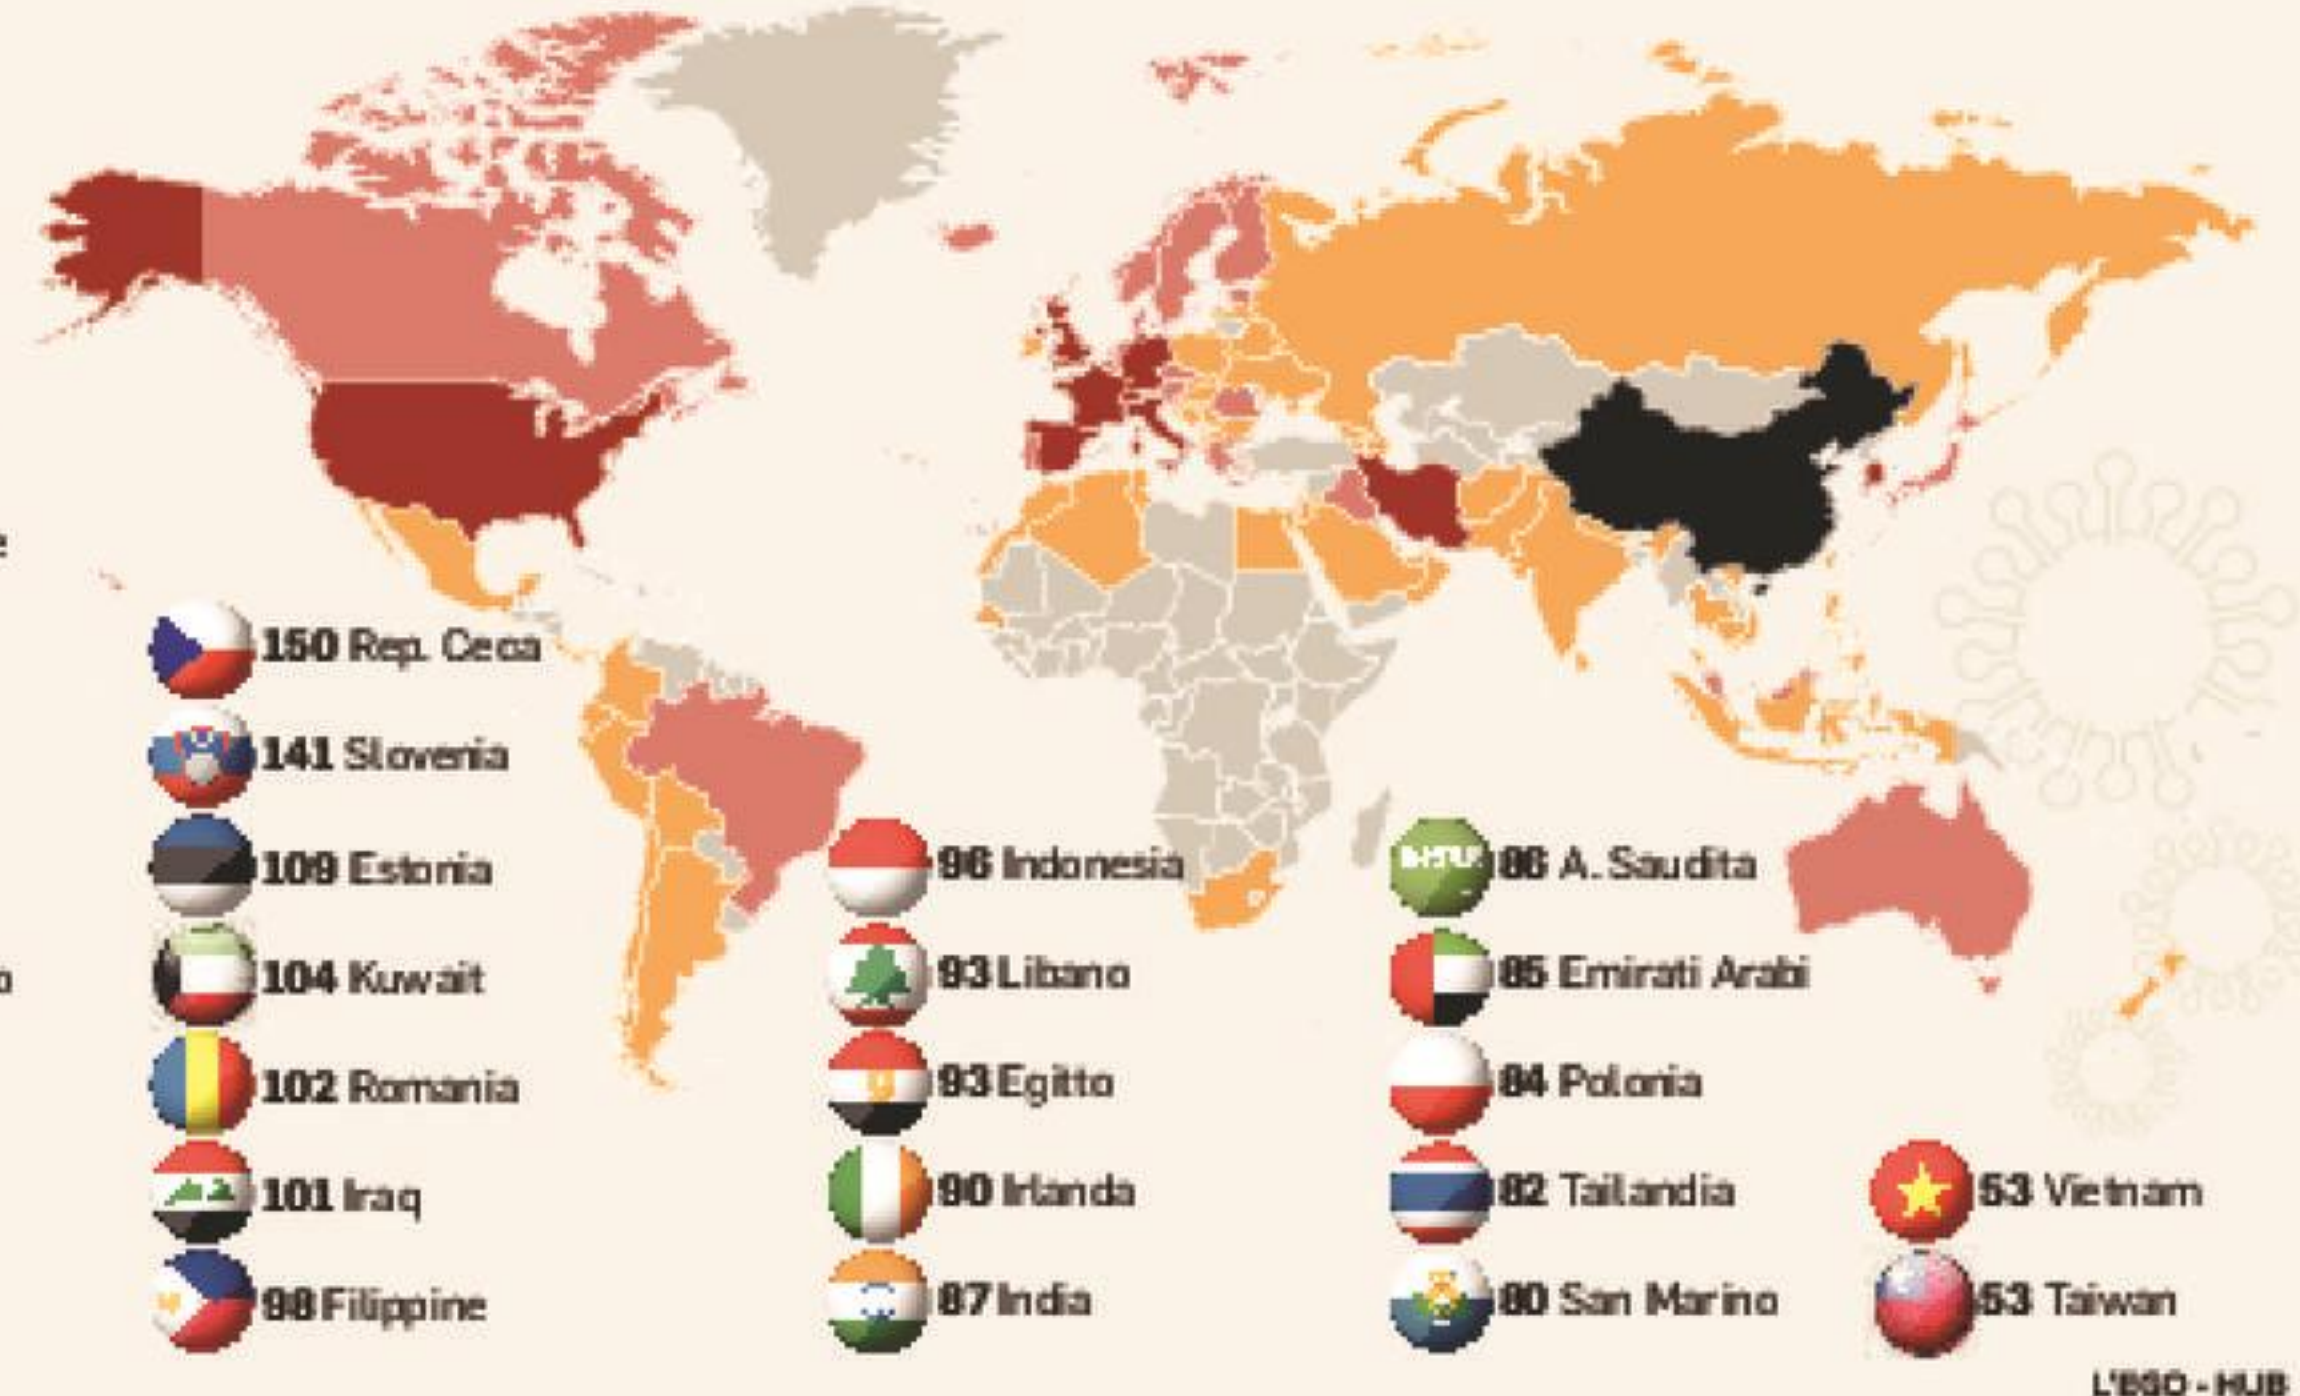 150 Rep. Ceca
141 Slovenia
109 Estonia
104 Kuwait
102 Romania
101 Iraq
98 Filippine
96 Indonesia
93 Libano
93 Egitto
90 Irlanda
87 India
86 A. Saudita
85 Emirati Arabi
84 Polonia
82 Tailandia
80 San Marino
53 Vietnam
53 Taiwan
L'EGO - HUB